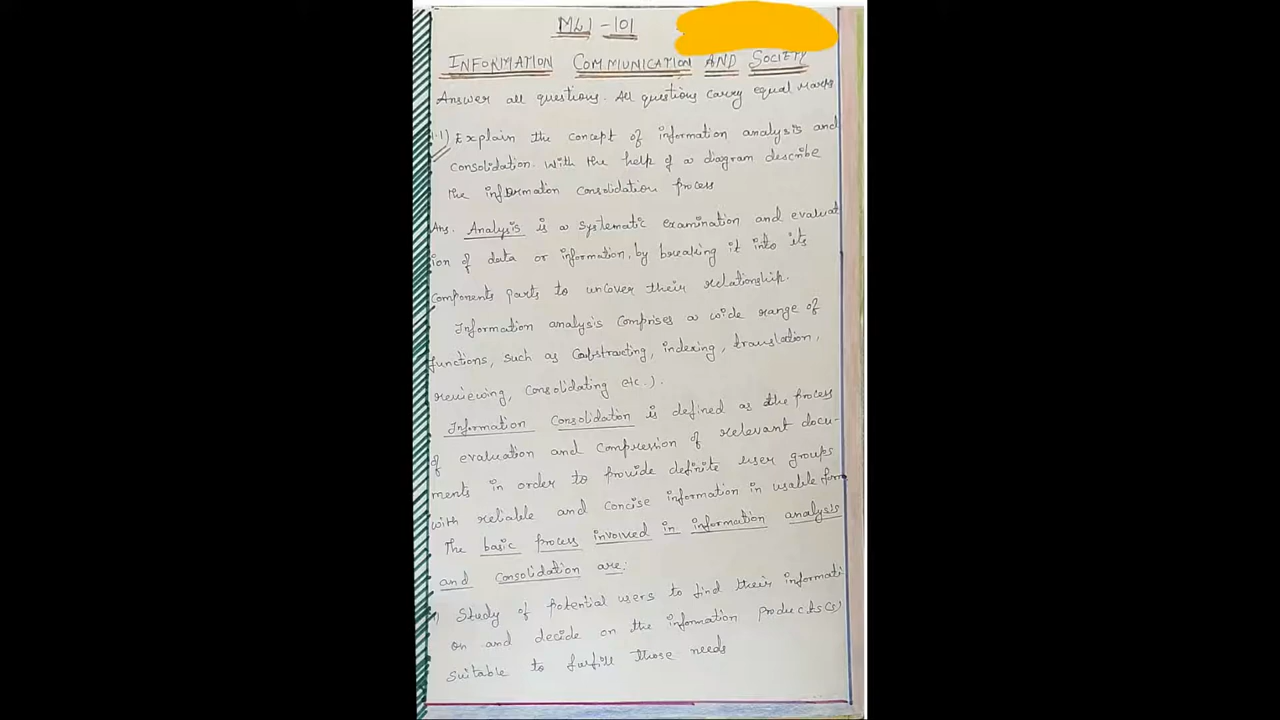 MLI-101
INFORMATION COMMUNICATION AND SOCIETY
Answer all questions. All questions carry equal marks
1.1) Explain the concept of information analysis and
consolidation. With the help of a diagram describe
the information consolidation process
Ans. Analysis is a systematic examination and evaluat
ion of data or information, by breaking it into its
components parts to uncover their relationship.
Information analysis comprises a wide range of
functions, such as (abstracting, indexing, translation,
reviewing, consolidating etc.).
Information Consolidation is defined as the process
of evaluation and compression of relevant docu-
ments in order to provide definite user groups
with reliable and concise information in usable form
The basic process involved in information analysis
and consolidation are:
Study of potential users to find their informati
on and decide on the information products(s)
suitable to those needs